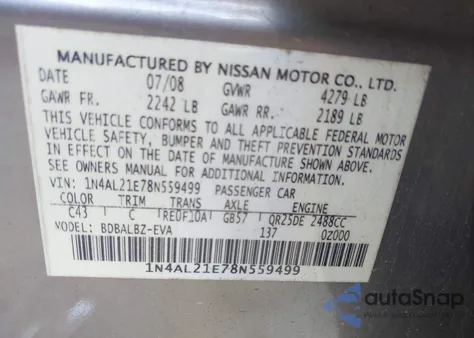 MANUFACTURED BY NISSAN MOTOR CO., LTD.
DATE 07/08 GVWR 4279 LB
GAWR FR. 2242 LB GAWR RR. 2189 LB
THIS VEHICLE CONFORMS TO ALL APPLICABLE FEDERAL MOTOR
VEHICLE SAFETY, BUMPER AND THEFT PREVENTION STANDARDS
IN EFFECT ON THE DATE OF MANUFACTURE SHOWN ABOVE.
SEE OWNERS MANUAL FOR ADDITIONAL INFORMATION.
VIN: 1N4AL21E78N559499 PASSENGER CAR
COLOR TRIM TRANS AXLE ENGINE
C43 C RE0F10A GB57 QR25DE 2488CC
MODEL: BDBALBZ-EVA 137 0Z000
1N4AL21E78N559499
autoSnap